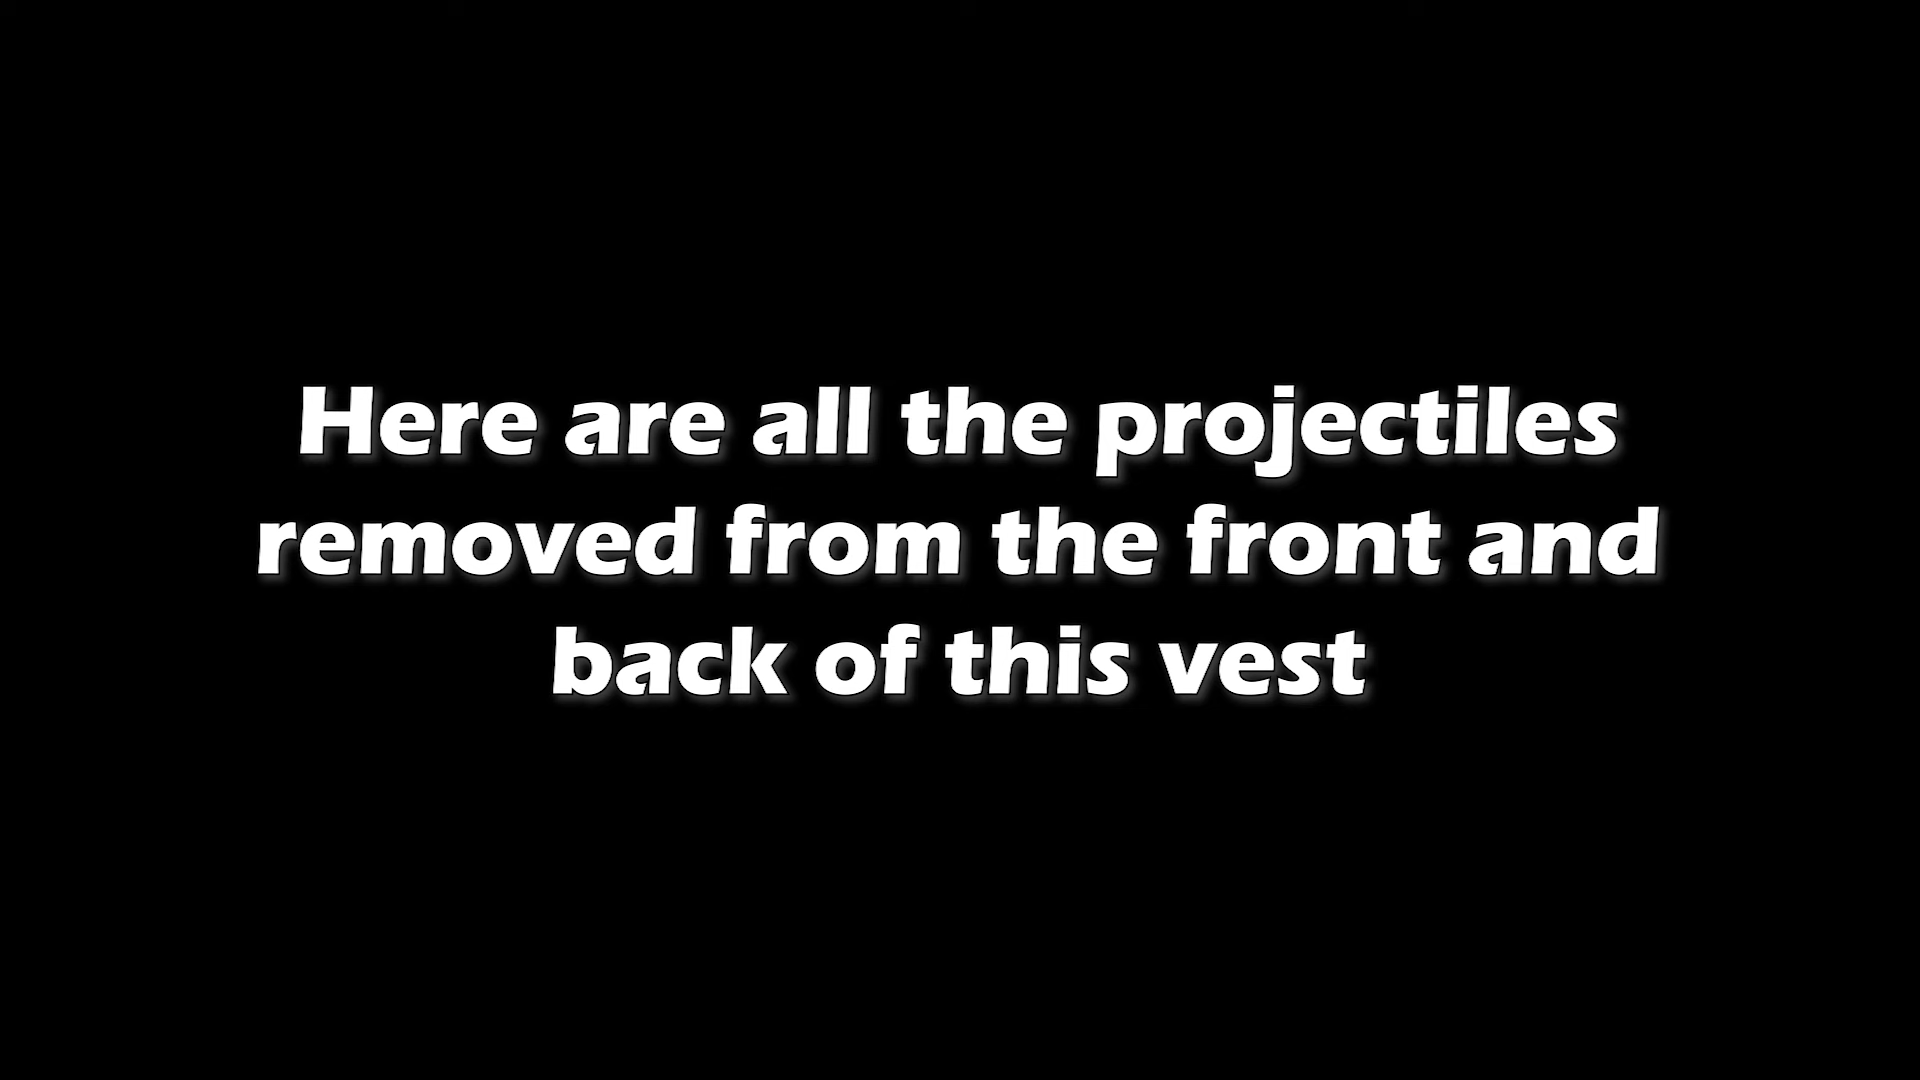 Here are all the projectiles
removed from the front and
back of this vest